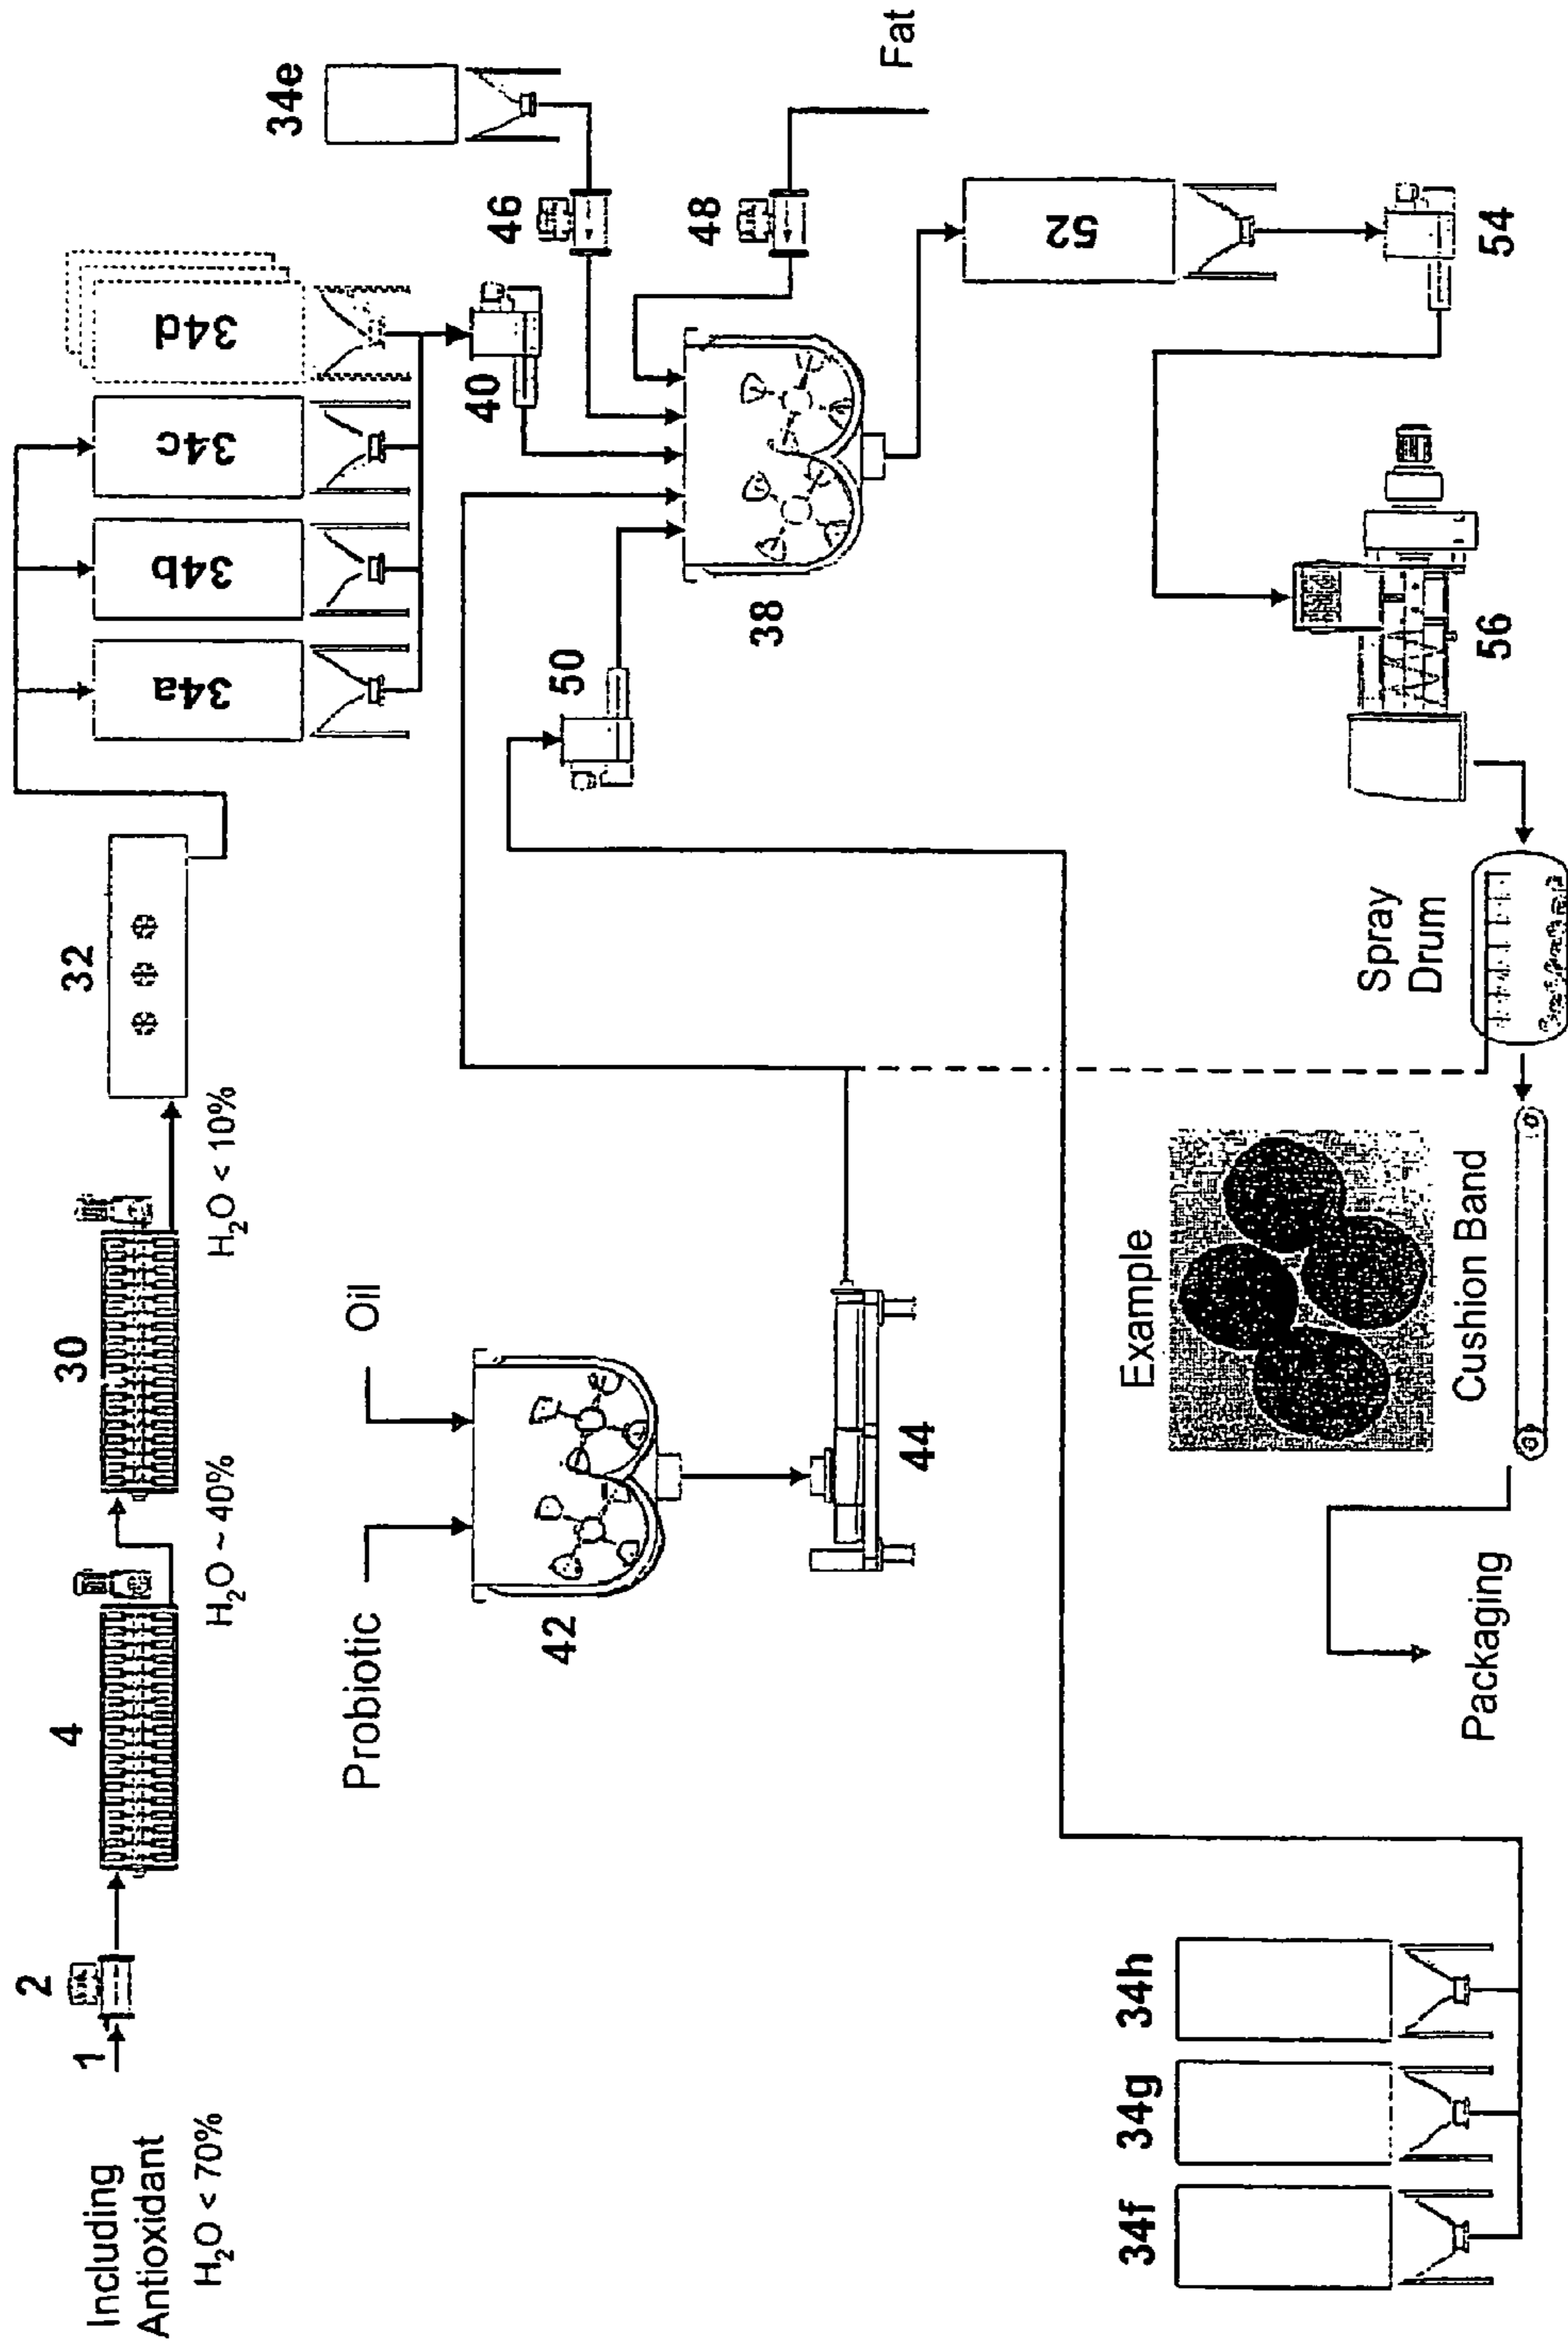 Including
Antioxidant
H₂O < 70%
1
2
4
H₂O ~ 40%
30
H₂O < 10%
32
34a
34b
34c
34d
34e
40
46
48
Fat
50
38
52
54
56
Probiotic
Oil
42
44
34f
34g
34h
Spray
Drum
Example
Cushion Band
Packaging